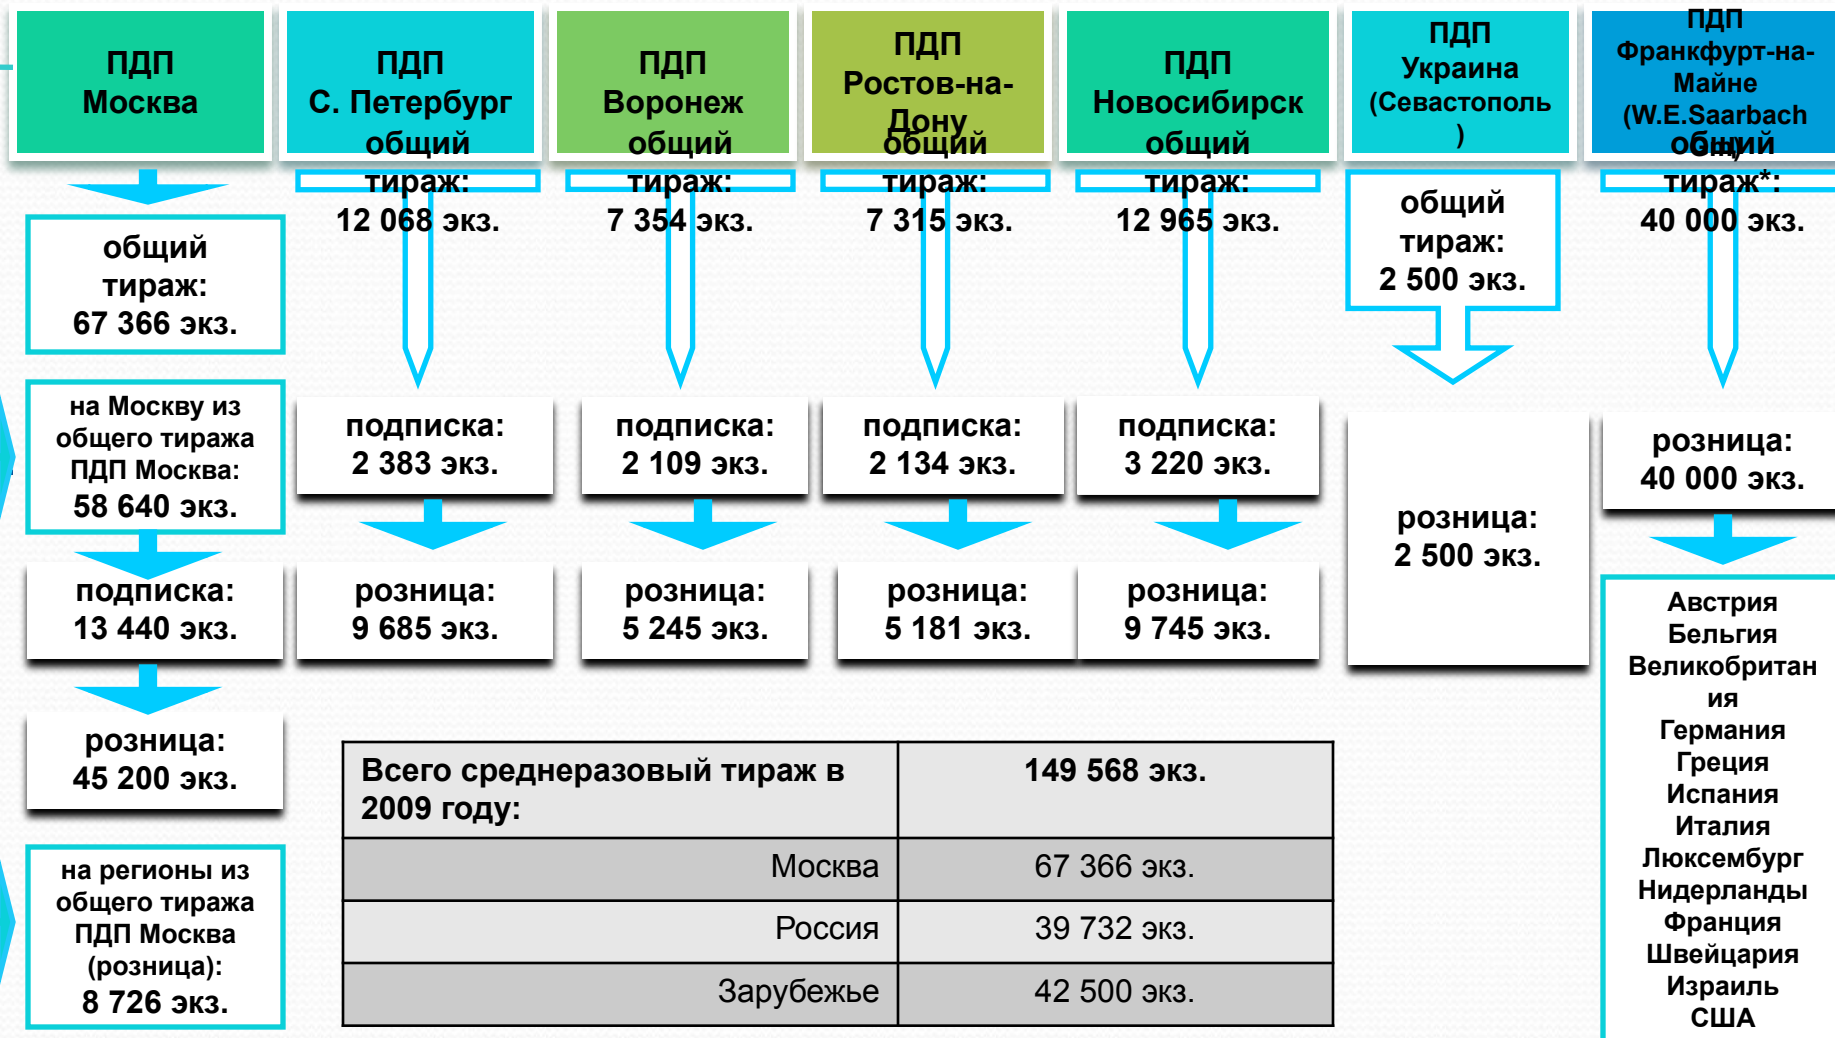 ПДП
Москва
общий
тираж:
67 366 экз.
на Москву из
общего тиража
ПДП Москва:
58 640 экз.
подписка:
13 440 экз.
розница:
45 200 экз.
на регионы из
общего тиража
ПДП Москва
(розница):
8 726 экз.
ПДП
С. Петербург
общий
тираж:
12 068 экз.
подписка:
2 383 экз.
розница:
9 685 экз.
ПДП
Воронеж
общий
тираж:
7 354 экз.
подписка:
2 109 экз.
розница:
5 245 экз.
ПДП
Ростов-на-
Дону
общий
тираж:
7 315 экз.
подписка:
2 134 экз.
розница:
5 181 экз.
ПДП
Новосибирск
общий
тираж:
12 965 экз.
подписка:
3 220 экз.
розница:
9 745 экз.
ПДП
Украина
(Севастополь
)
общий
тираж:
2 500 экз.
розница:
2 500 экз.
ПДП
Франкфурт-на-
Майне
(W.E.Saarbach
общий
тираж*:
40 000 экз.
розница:
40 000 экз.
Австрия
Бельгия
Великобритан
ия
Германия
Греция
Испания
Италия
Люксембург
Нидерланды
Франция
Швейцария
Израиль
США
Всего среднеразовый тираж в 149 568 экз.
2009 году:
Москва 67 366 экз.
Россия 39 732 экз.
Зарубежье 42 500 экз.